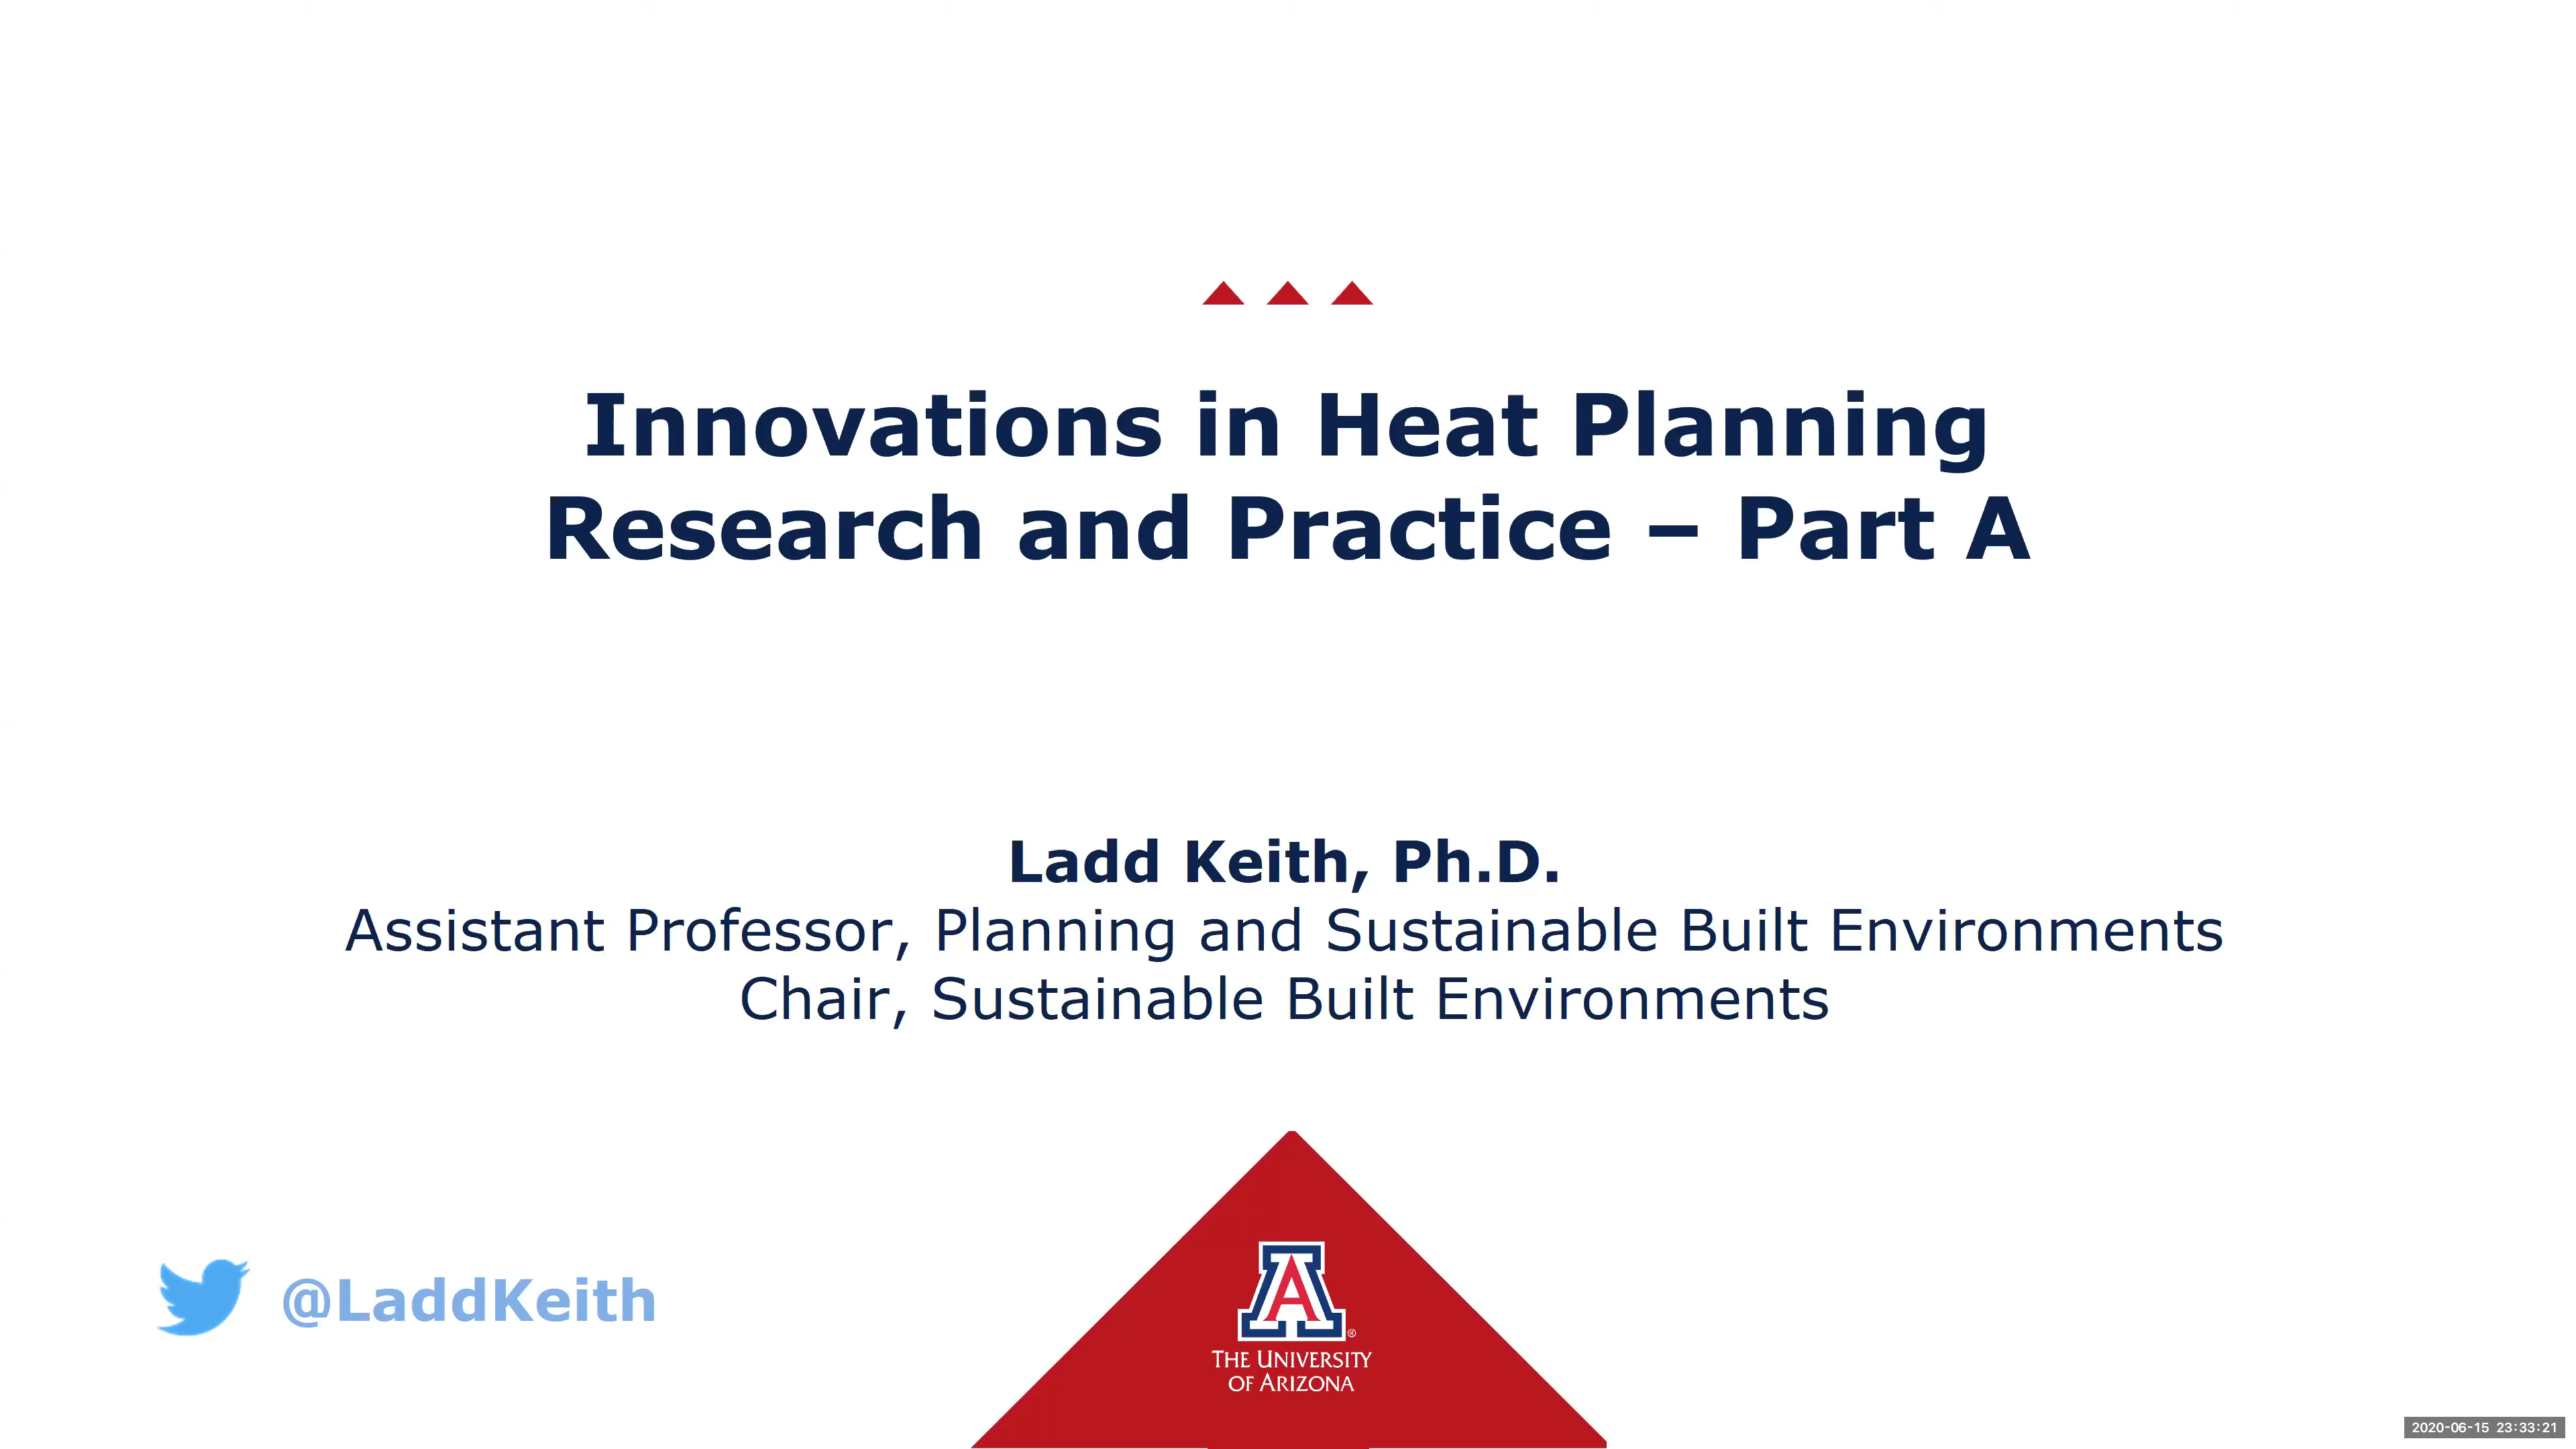 Innovations in Heat Planning
Research and Practice – Part A
Ladd Keith, Ph.D.
Assistant Professor, Planning and Sustainable Built Environments
Chair, Sustainable Built Environments
@LaddKeith
A®
THE UNIVERSITY
OF ARIZONA
2020-06-15 23:33:21